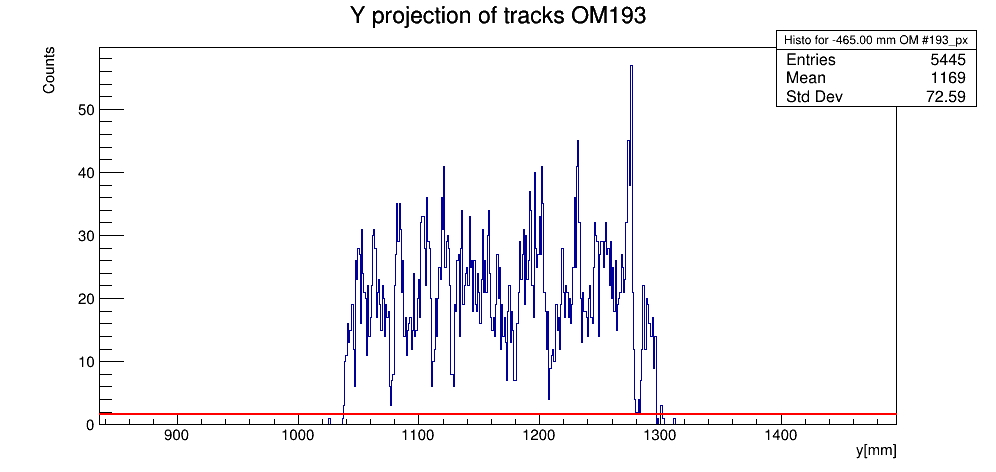 Y projection of tracks OM193
Histo for -465.00 mm OM #193_px
Entries 5445
Mean 1169
Std Dev 72.59
Counts
50
40
30
20
10
0
900 1000 1100 1200 1300 1400
y[mm]